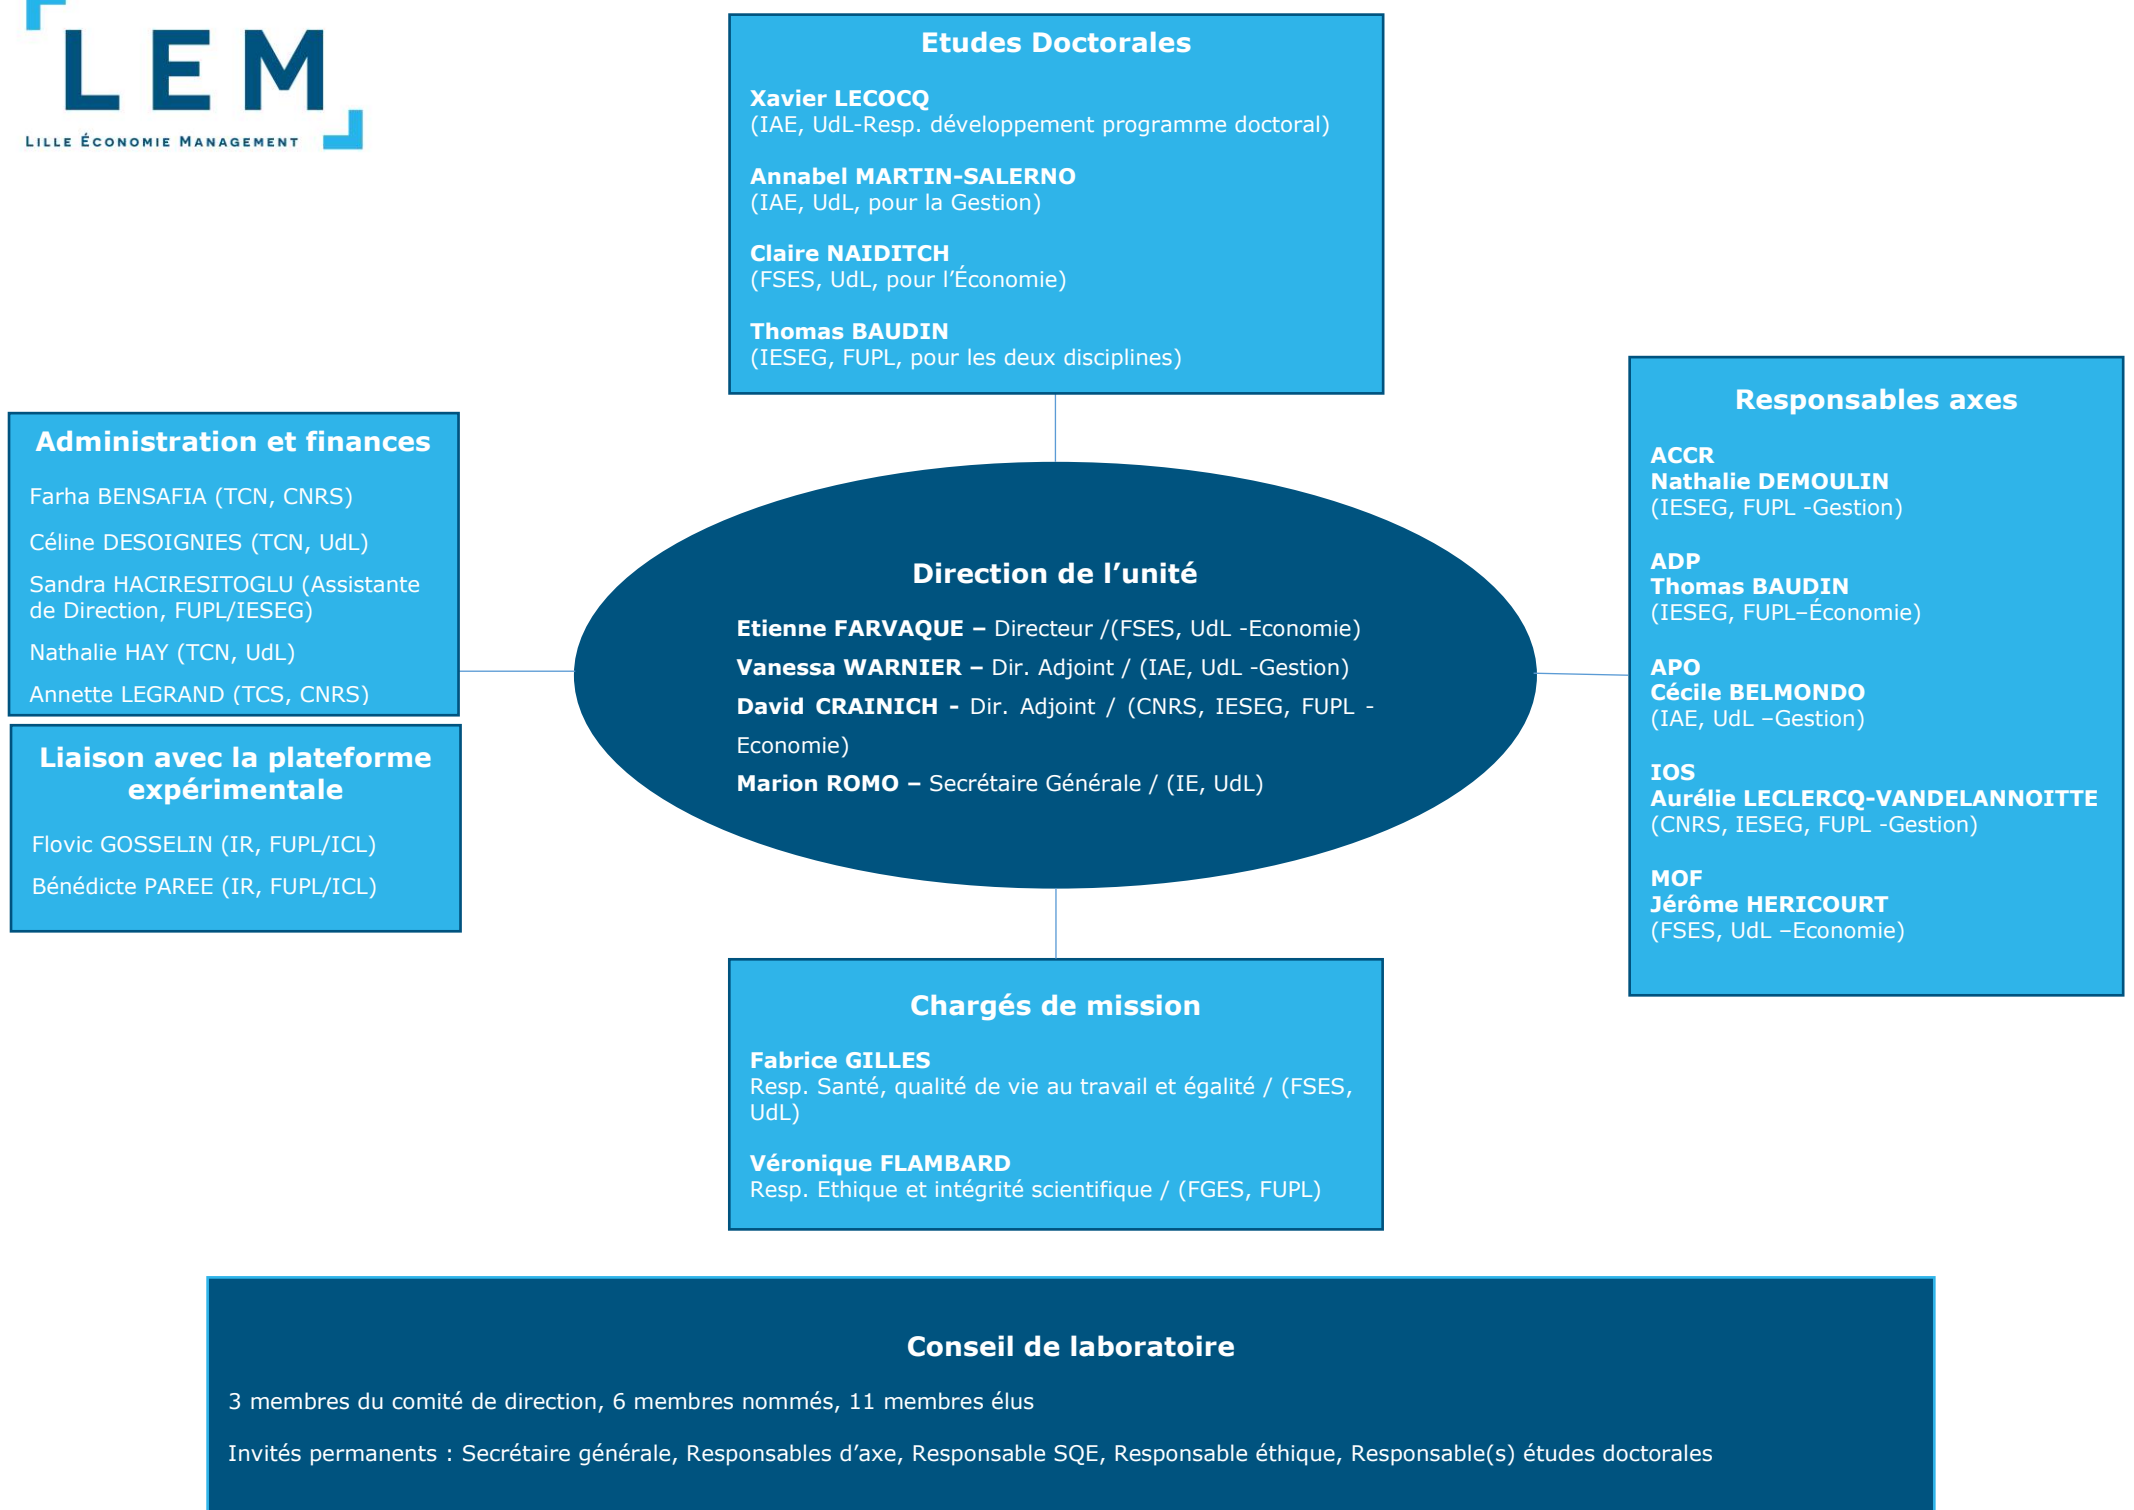 LEM
LILLE ÉCONOMIE MANAGEMENT
Etudes Doctorales
Xavier LECOCQ
(IAE, UdL-Resp. développement programme doctoral)
Annabel MARTIN-SALERNO
(IAE, UdL, pour la Gestion)
Claire NAIDITCH
(FSES, UdL, pour l’Économie)
Thomas BAUDIN
(IESEG, FUPL, pour les deux disciplines)
Administration et finances
Farha BENSAFIA (TCN, CNRS)
Céline DESOIGNIES (TCN, UdL)
Sandra HACIRESITOGLU (Assistante
de Direction, FUPL/IESEG)
Nathalie HAY (TCN, UdL)
Annette LEGRAND (TCS, CNRS)
Liaison avec la plateforme
expérimentale
Flovic GOSSELIN (IR, FUPL/ICL)
Bénédicte PAREE (IR, FUPL/ICL)
Direction de l’unité
Etienne FARVAQUE – Directeur /(FSES, UdL -Economie)
Vanessa WARNIER – Dir. Adjoint / (IAE, UdL -Gestion)
David CRAINICH - Dir. Adjoint / (CNRS, IESEG, FUPL -
Economie)
Marion ROMO – Secrétaire Générale / (IE, UdL)
Responsables axes
ACCR
Nathalie DEMOULIN
(IESEG, FUPL -Gestion)
ADP
Thomas BAUDIN
(IESEG, FUPL–Économie)
APO
Cécile BELMONDO
(IAE, UdL –Gestion)
IOS
Aurélie LECLERCQ-VANDELANNOITTE
(CNRS, IESEG, FUPL -Gestion)
MOF
Jérôme HERICOURT
(FSES, UdL –Economie)
Chargés de mission
Fabrice GILLES
Resp. Santé, qualité de vie au travail et égalité / (FSES,
UdL)
Véronique FLAMBARD
Resp. Ethique et intégrité scientifique / (FGES, FUPL)
Conseil de laboratoire
3 membres du comité de direction, 6 membres nommés, 11 membres élus
Invités permanents : Secrétaire générale, Responsables d’axe, Responsable SQE, Responsable éthique, Responsable(s) études doctorales